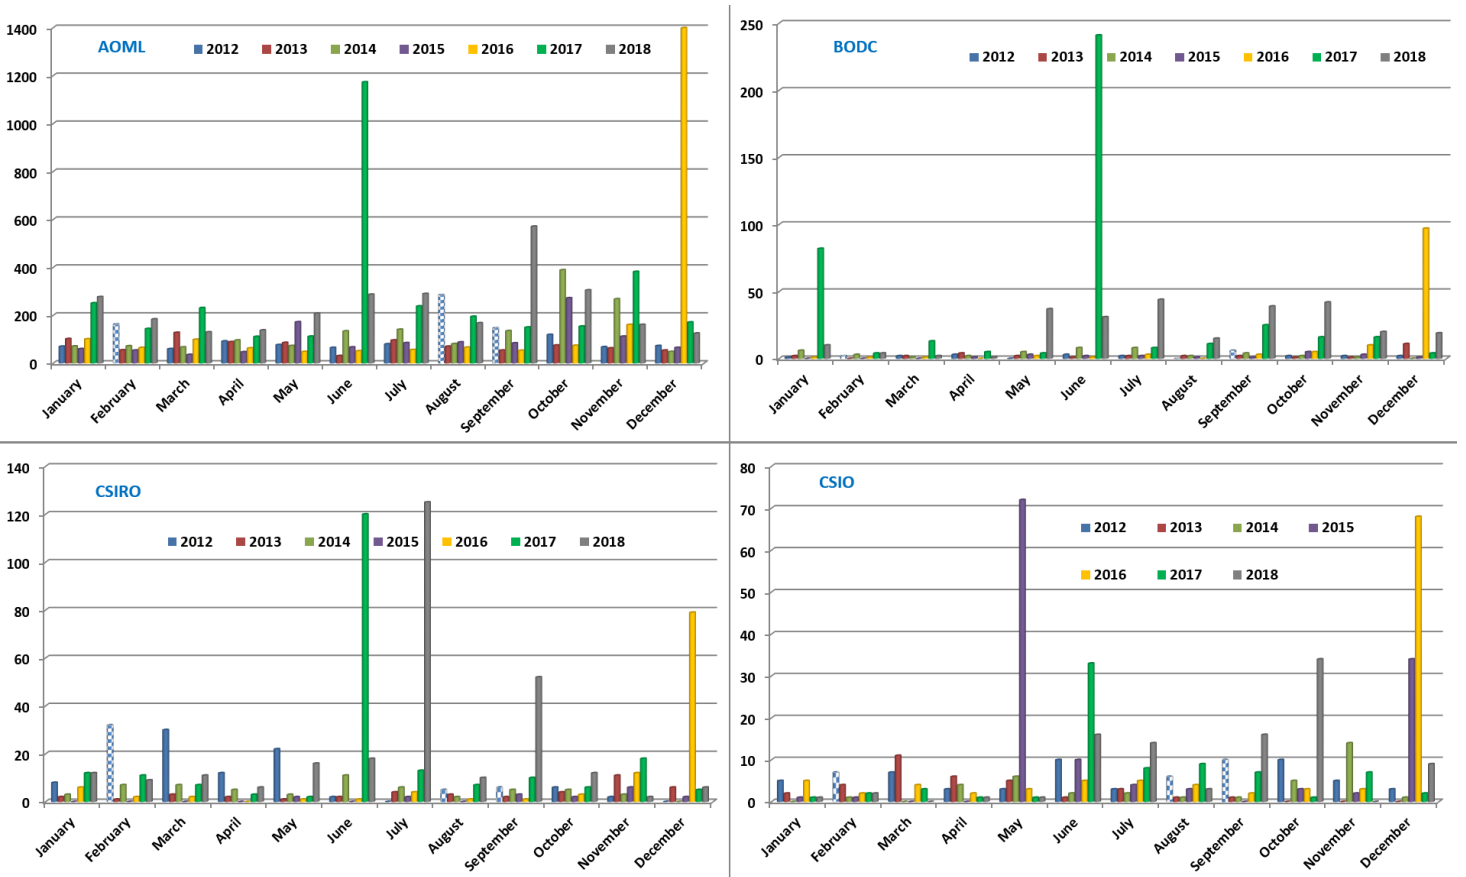 AOML
2012 2013 2014 2015 2016 2017 2018
1400
1200
1000
800
600
400
200
0
January February March April May June July August September October November December
BODC
2012 2013 2014 2015 2016 2017 2018
250
200
150
100
50
0
January February March April May June July August September October November December
CSIRO
2012 2013 2014 2015 2016 2017 2018
140
120
100
80
60
40
20
0
January February March April May June July August September October November December
CSIO
2012 2013 2014 2015
2016 2017 2018
80
70
60
50
40
30
20
10
0
January February March April May June July August September October November December